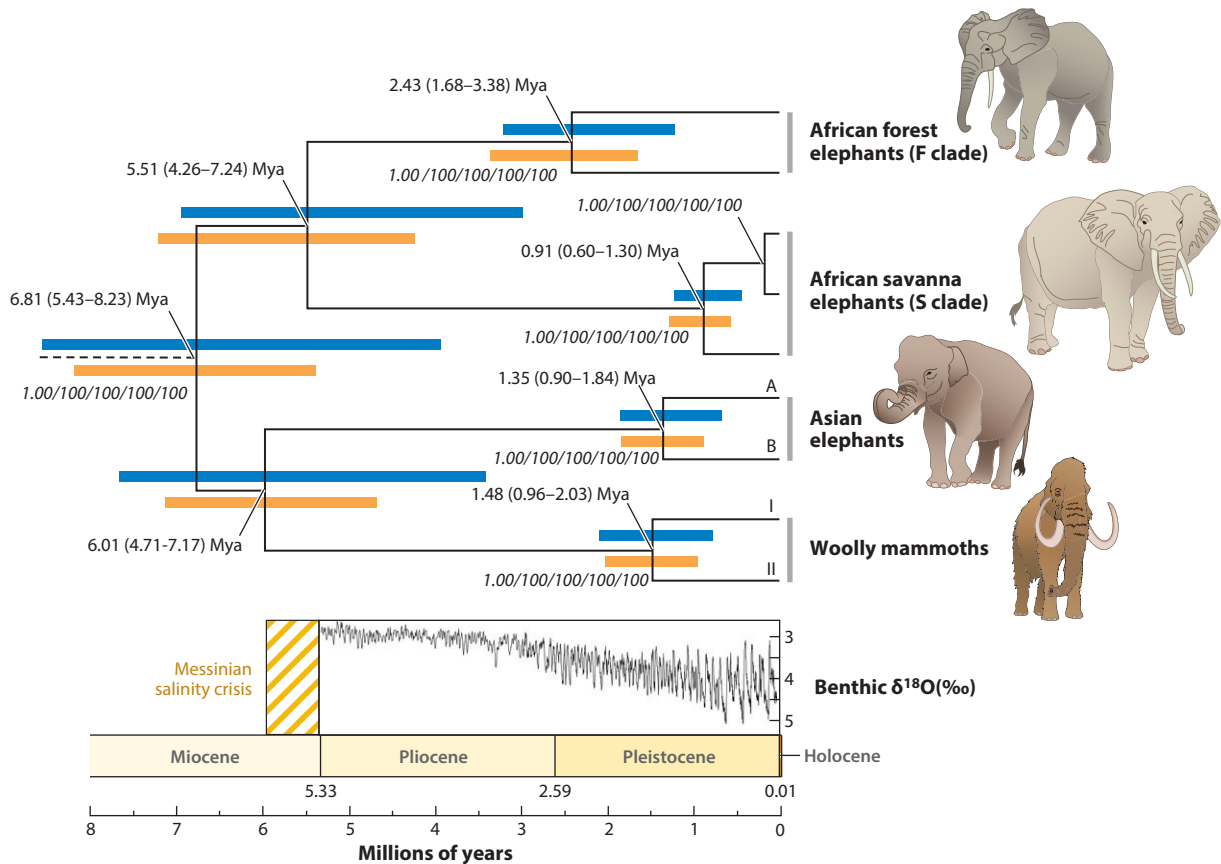 2.43 (1.68–3.38) Mya
African forest
elephants (F clade)
5.51 (4.26–7.24) Mya
1.00 /100/100/100/100
1.00/100/100/100/100
0.91 (0.60–1.30) Mya
African savanna
elephants (S clade)
6.81 (5.43–8.23) Mya
1.00/100/100/100/100
1.00/100/100/100/100
1.35 (0.90–1.84) Mya
A
Asian
elephants
B
1.00/100/100/100/100
1.48 (0.96–2.03) Mya
I
6.01 (4.71-7.17) Mya
Woolly mammoths
II
1.00/100/100/100/100
Messinian
salinity crisis
3
4
5
Benthic δ¹⁸O(‰)
Miocene
Pliocene
Pleistocene
Holocene
5.33
2.59
0.01
8
7
6
5
4
3
2
1
0
Millions of years